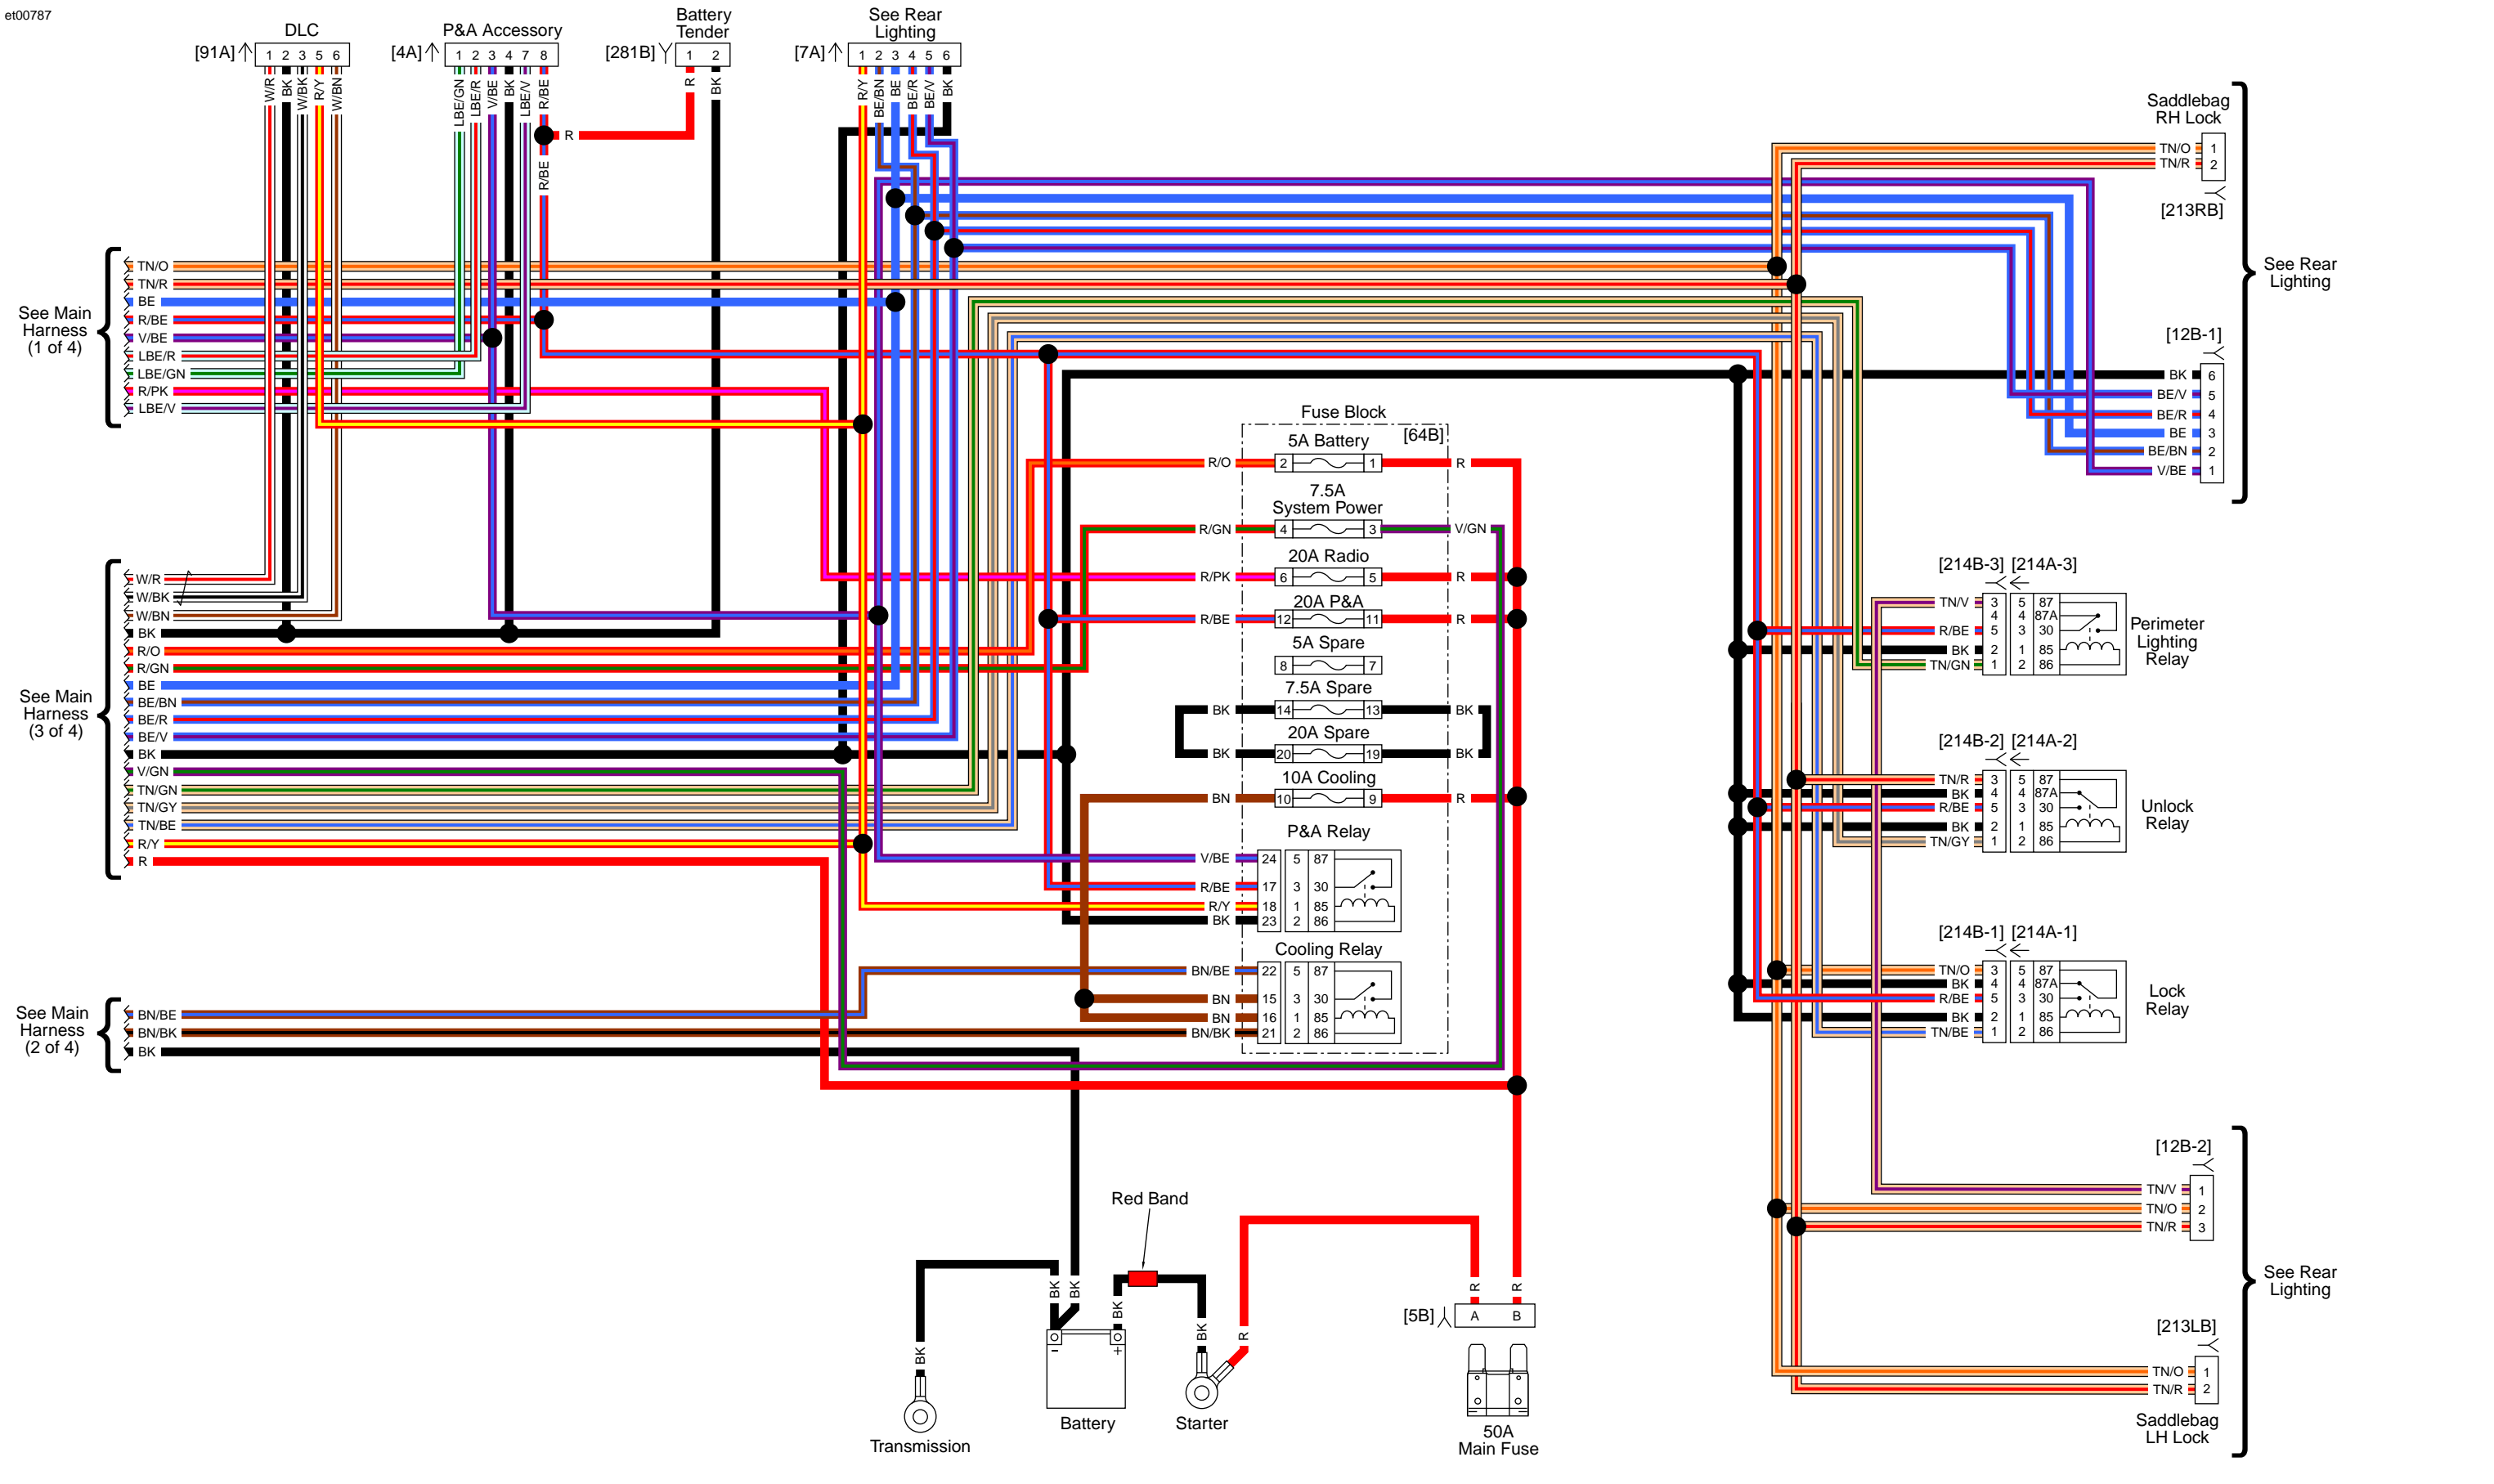 et00787
DLC
[91A]
1 2 3 5 6
W/R
BK
W/BK
R/Y
W/BN
P&A Accessory
[4A]
1 2 3 4 7 8
LBE/GN
LBE/R
V/BE
BK
LBE/V
R/BE
R/BE
R
Battery
Tender
[281B]
1 2
R
BK
See Rear
Lighting
[7A]
1 2 3 4 5 6
R/Y
BE/BN
BE
BE/R
BE/V
BK
See Main
Harness
(1 of 4)
TN/O
TN/R
BE
R/BE
V/BE
LBE/R
LBE/GN
R/PK
LBE/V
See Main
Harness
(3 of 4)
W/R
W/BK
W/BN
BK
R/O
R/GN
BE
BE/BN
BE/R
BE/V
BK
V/GN
TN/GN
TN/GY
TN/BE
R/Y
R
See Main
Harness
(2 of 4)
BN/BE
BN/BK
BK
Fuse Block
[64B]
5A Battery
R/O 2 1 R
7.5A
System Power
R/GN 4 3 V/GN
20A Radio
R/PK 6 5 R
20A P&A
R/BE 12 11 R
5A Spare
8 7
7.5A Spare
BK 14 13 BK
20A Spare
BK 20 19 BK
10A Cooling
BN 10 9 R
P&A Relay
V/BE 24 5 87
R/BE 17 3 30
R/Y 18 1 85
BK 23 2 86
Cooling Relay
BN/BE 22 5 87
BN 15 3 30
BN 16 1 85
BN/BK 21 2 86
Red Band
BK
BK
BK
BK
BK
R
- +
Transmission
Battery
Starter
R
R
[5B]
A B
50A
Main Fuse
Saddlebag
RH Lock
TN/O 1
TN/R 2
[213RB]
See Rear
Lighting
[12B-1]
BK 6
BE/V 5
BE/R 4
BE 3
BE/BN 2
V/BE 1
[214B-3] [214A-3]
TN/V 3 5 87
4 4 87A
R/BE 5 3 30
BK 2 1 85
TN/GN 1 2 86
Perimeter
Lighting
Relay
[214B-2] [214A-2]
TN/R 3 5 87
BK 4 4 87A
R/BE 5 3 30
BK 2 1 85
TN/GY 1 2 86
Unlock
Relay
[214B-1] [214A-1]
TN/O 3 5 87
BK 4 4 87A
R/BE 5 3 30
BK 2 1 85
TN/BE 1 2 86
Lock
Relay
[12B-2]
TN/V 1
TN/O 2
TN/R 3
See Rear
Lighting
[213LB]
TN/O 1
TN/R 2
Saddlebag
LH Lock